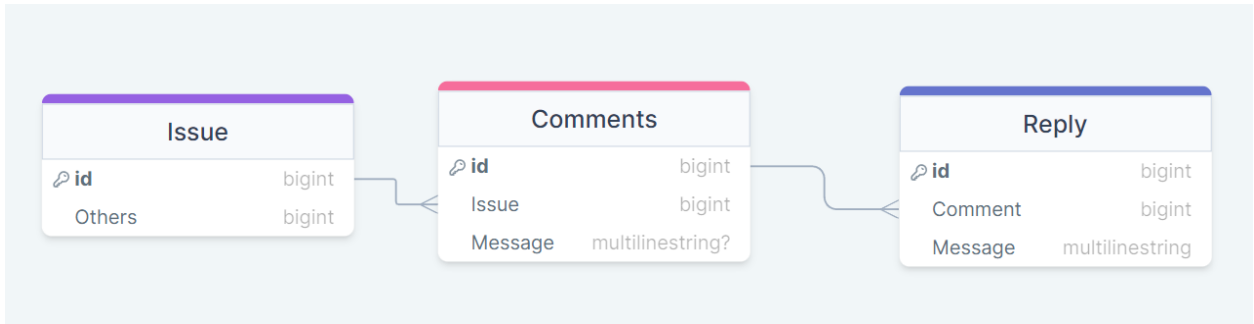 Issue
id bigint
Others bigint
Comments
id bigint
Issue bigint
Message multilinestring?
Reply
id bigint
Comment bigint
Message multilinestring